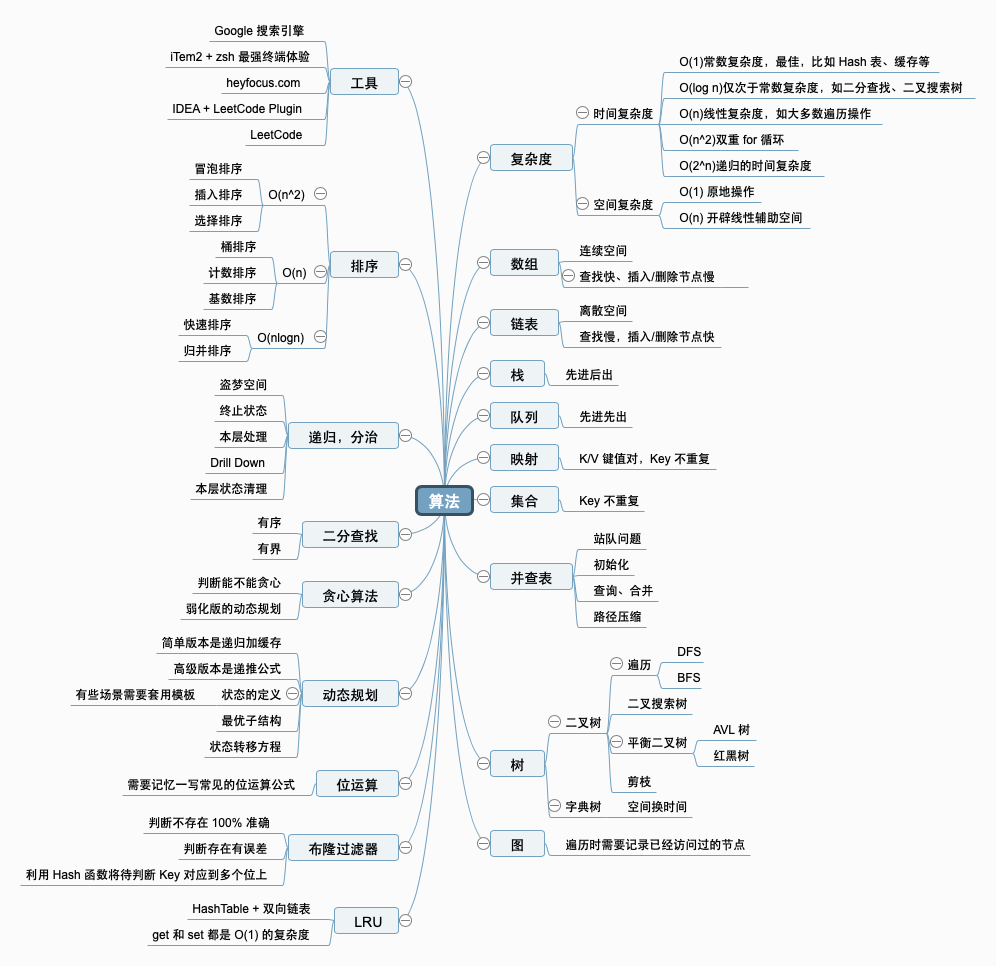 算法
工具
Google 搜索引擎
iTem2 + zsh 最强终端体验
heyfocus.com
IDEA + LeetCode Plugin
LeetCode
排序
O(n^2)
冒泡排序
插入排序
选择排序
O(n)
桶排序
计数排序
基数排序
O(nlogn)
快速排序
归并排序
递归，分治
盗梦空间
终止状态
本层处理
Drill Down
本层状态清理
二分查找
有序
有界
贪心算法
判断能不能贪心
弱化版的动态规划
动态规划
简单版本是递归加缓存
高级版本是递推公式
状态的定义
有些场景需要套用模板
最优子结构
状态转移方程
位运算
需要记忆一写常见的位运算公式
布隆过滤器
判断不存在 100% 准确
判断存在有误差
利用 Hash 函数将待判断 Key 对应到多个位上
LRU
HashTable + 双向链表
get 和 set 都是 O(1) 的复杂度
复杂度
时间复杂度
O(1)常数复杂度，最佳，比如 Hash 表、缓存等
O(log n)仅次于常数复杂度，如二分查找、二叉搜索树
O(n)线性复杂度，如大多数遍历操作
O(n^2)双重 for 循环
O(2^n)递归的时间复杂度
空间复杂度
O(1) 原地操作
O(n) 开辟线性辅助空间
数组
连续空间
查找快、插入/删除节点慢
链表
离散空间
查找慢，插入/删除节点快
栈
先进后出
队列
先进先出
映射
K/V 键值对，Key 不重复
集合
Key 不重复
并查表
站队问题
初始化
查询、合并
路径压缩
树
二叉树
遍历
DFS
BFS
二叉搜索树
平衡二叉树
AVL 树
红黑树
剪枝
字典树
空间换时间
图
遍历时需要记录已经访问过的节点